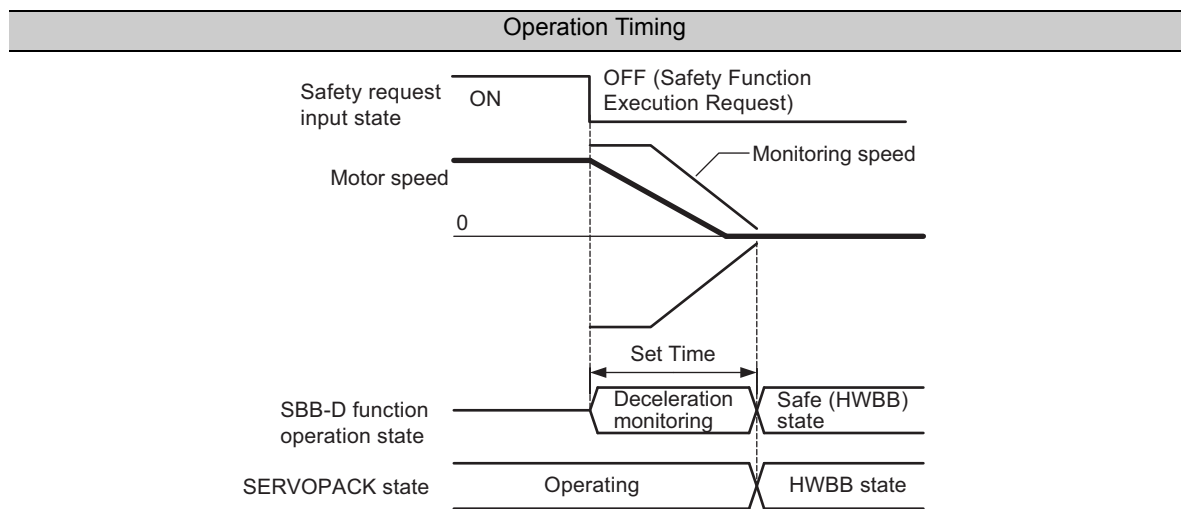 Operation Timing
Safety request
input state
ON
OFF (Safety Function
Execution Request)
Monitoring speed
Motor speed
0
Set Time
SBB-D function
operation state
Deceleration
monitoring
Safe (HWBB)
state
SERVOPACK state
Operating
HWBB state